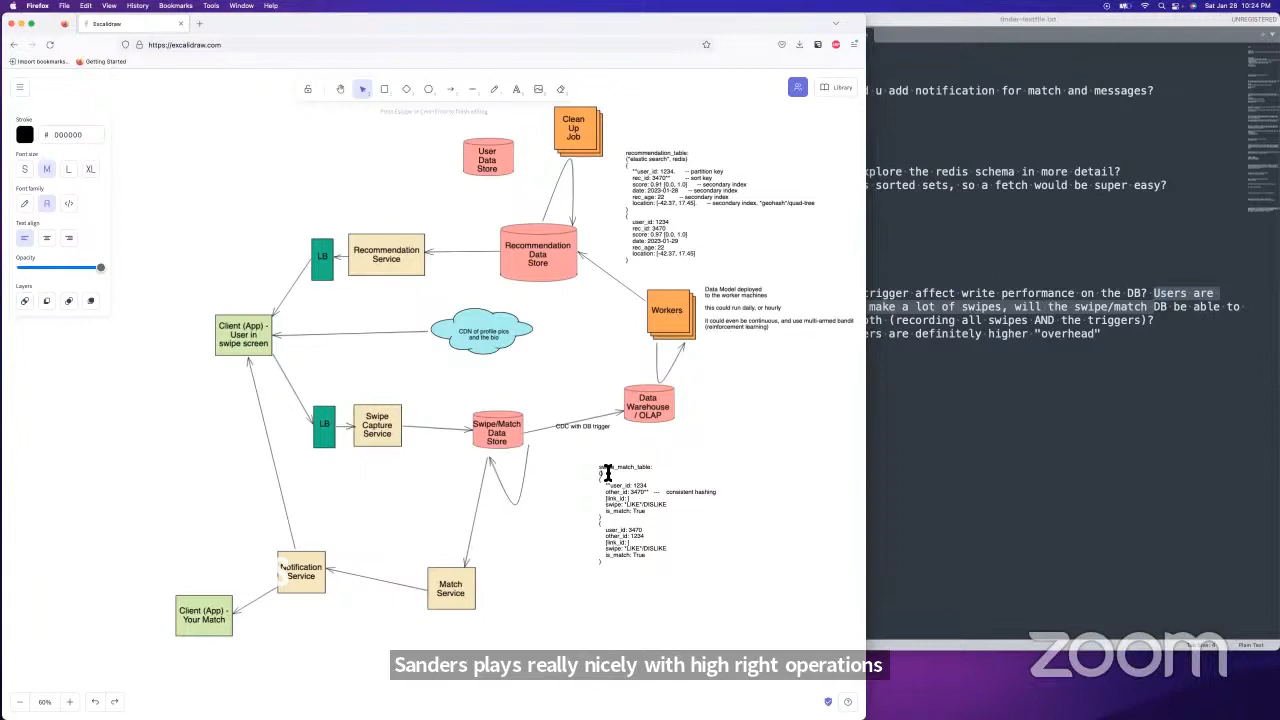 Firefox File Edit View History Bookmarks Tools Window Help
Sat Jan 28 10:24 PM
Excalidraw
https://excalidraw.com
Import bookmarks...
Getting Started
Library
Stroke
# 000000
Font size
S M L XL
Font family
Text align
Opacity
Layers
Clean
Up
Job
User
Data
Store
recommendation_table:
("elastic search", redis)
{
**user_id: 1234. -- partition key
rec_id: 3470** -- sort key
score: 0.91 [0.0, 1.0] -- secondary index
date: 2023-01-28 -- secondary index
rec_age: 22 -- secondary index
location: [-42.37, 17.45]. -- secondary index, "geohash"/quad-tree
}
{
user_id: 1234
rec_id: 3470
score: 0.97 [0.0, 1.0]
date: 2023-01-29
rec_age: 22
location: [-42.37, 17.45]
}
LB
Recommendation
Service
Recommendation
Data
Store
Workers
Data Model deployed
to the worker machines
this could run daily, or hourly
it could even be continuous, and use multi-armed bandit
(reinforcement learning)
Client (App) -
User in
swipe screen
CDN of profile pics
and the bio
Data
Warehouse
/ OLAP
LB
Swipe
Capture
Service
Swipe/Match
Data
Store
CDC with DB trigger
_match_table:
{
**user_id: 1234
other_id: 3470** --- consistent hashing
[link_id: ]
swipe: *LIKE*/DISLIKE
is_match: True
}
{
user_id: 3470
other_id: 1234
[link_id: ]
swipe: *LIKE*/DISLIKE
is_match: True
}
Notification
Service
Match
Service
Client (App) -
Your Match
60%
UNREGISTERED
u add notification for match and messages?
xplore the redis schema in more detail?
s sorted sets, so a fetch would be super easy?
trigger affect write performance on the DB? Users are
make a lot of swipes, will the swipe/match DB be able to
oth (recording all swipes AND the triggers)?
ers are definitely higher "overhead"
Plain Text
zoom
Sanders plays really nicely with high right operations